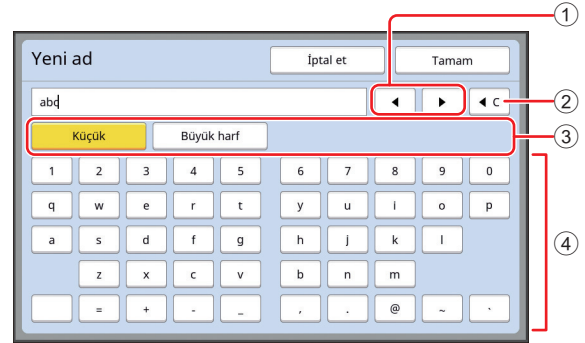 ①
Yeni ad İptal et Tamam
abc ◀ ▶ ◀ C ②
Küçük Büyük harf ③
1 2 3 4 5 6 7 8 9 0
q w e r t y u i o p
a s d f g h j k l ④
z x c v b n m
= + - _ , . @ ~ `